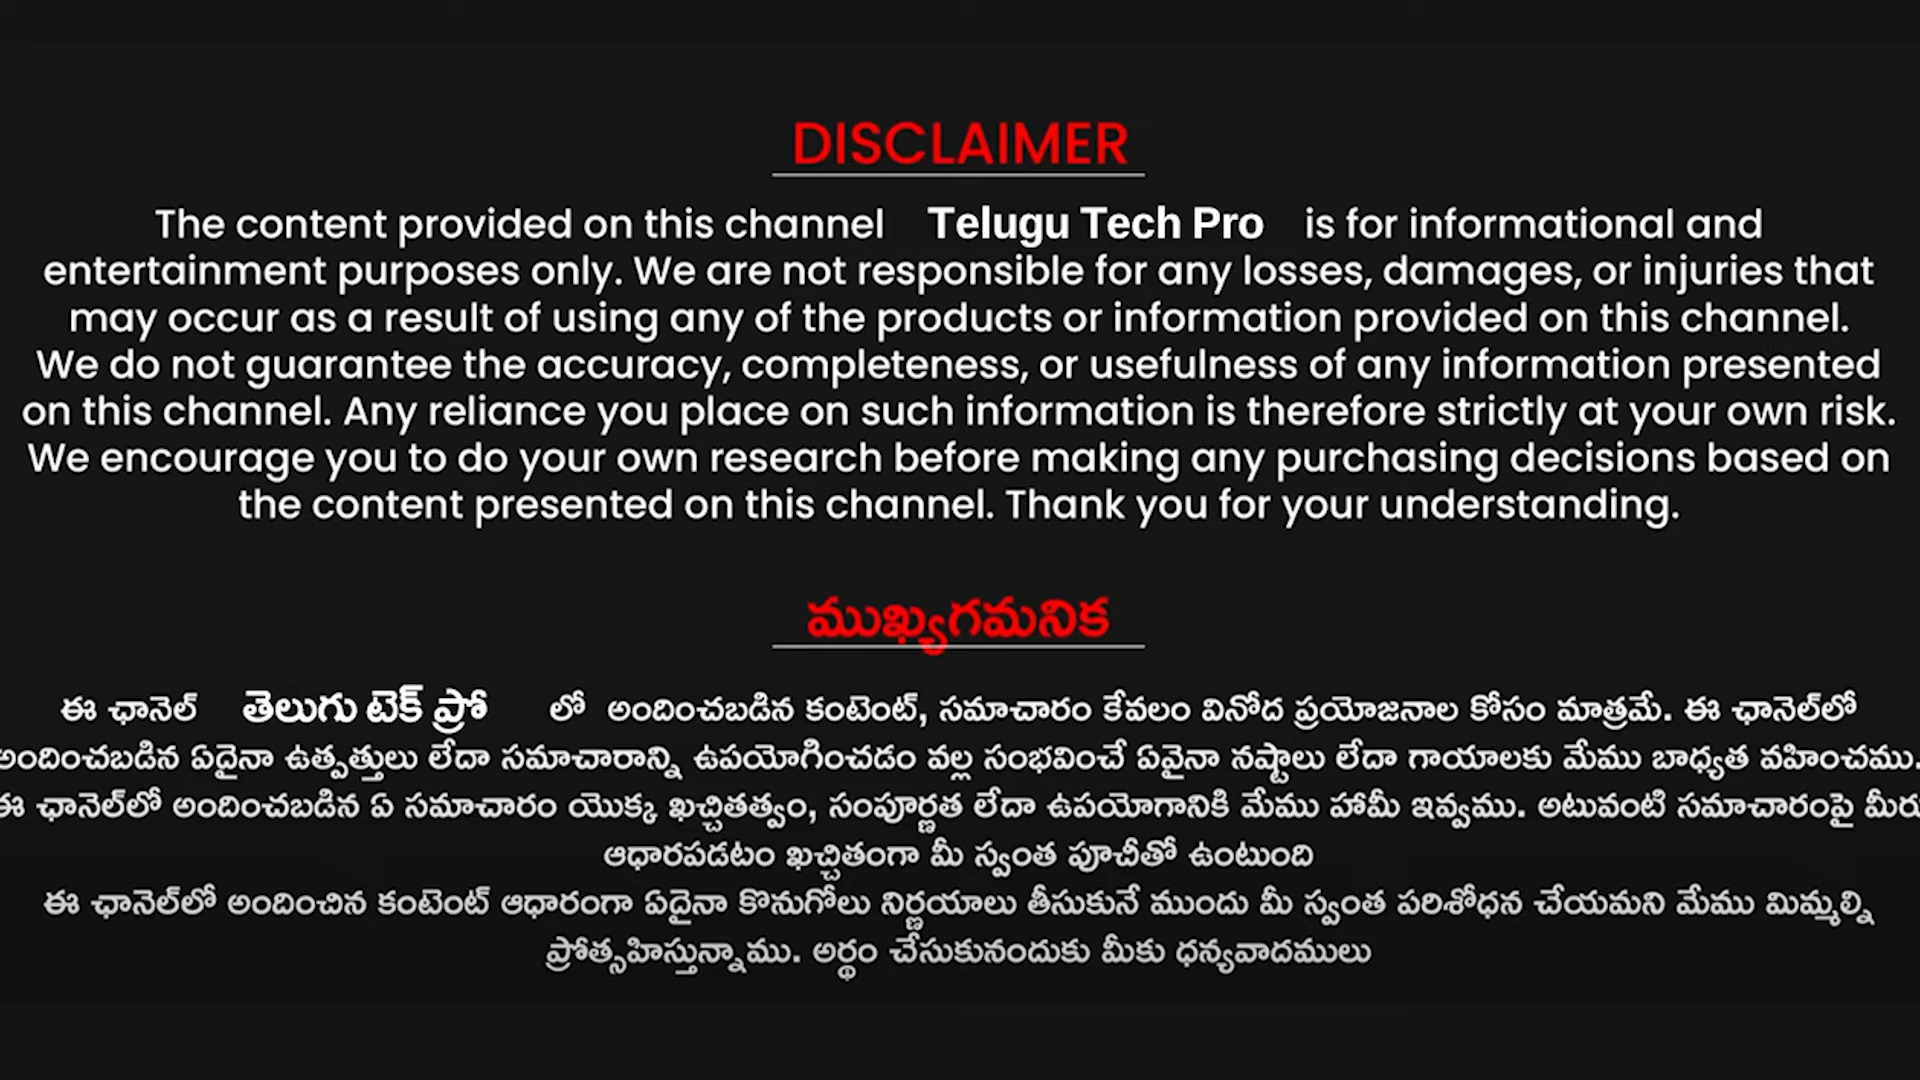 DISCLAIMER
The content provided on this channel Telugu Tech Pro is for informational and
entertainment purposes only. We are not responsible for any losses, damages, or injuries that
may occur as a result of using any of the products or information provided on this channel.
We do not guarantee the accuracy, completeness, or usefulness of any information presented
on this channel. Any reliance you place on such information is therefore strictly at your own risk.
We encourage you to do your own research before making any purchasing decisions based on
the content presented on this channel. Thank you for your understanding.
ముఖ్యగమనిక
ఈ ఛానెల్ తెలుగు టెక్ ప్రో లో అందించబడిన కంటెంట్, సమాచారం కేవలం వినోద ప్రయోజనాల కోసం మాత్రమే. ఈ ఛానెల్‌లో
అందించబడిన ఏదైనా ఉత్పత్తులు లేదా సమాచారాన్ని ఉపయోగించడం వల్ల సంభవించే ఏవైనా నష్టాలు లేదా గాయాలకు మేము బాధ్యత వహించము.
ఈ ఛానెల్‌లో అందించబడిన ఏ సమాచారం యొక్క ఖచ్చితత్వం, సంపూర్ణత లేదా ఉపయోగానికి మేము హామీ ఇవ్వము. అటువంటి సమాచారంపై మీరు
ఆధారపడటం ఖచ్చితంగా మీ స్వంత పూచీతో ఉంటుంది
ఈ ఛానెల్‌లో అందించిన కంటెంట్ ఆధారంగా ఏదైనా కొనుగోలు నిర్ణయాలు తీసుకునే ముందు మీ స్వంత పరిశోధన చేయమని మేము మిమ్మల్ని
ప్రోత్సహిస్తున్నాము. అర్థం చేసుకునందుకు మీకు ధన్యవాదములు